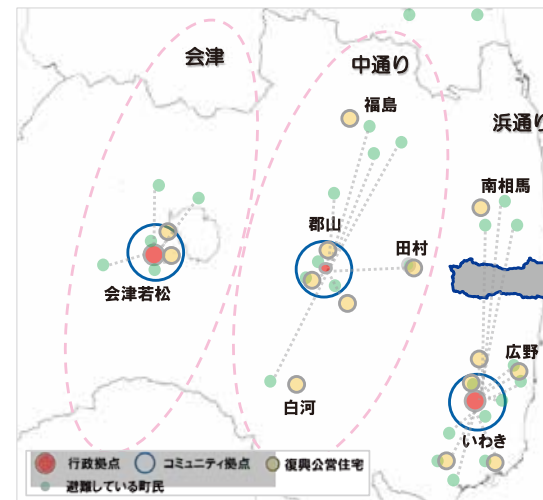 会津
中通り
浜通り
福島
南相馬
郡山
田村
会津若松
広野
白河
いわき
行政拠点 コミュニティ拠点 復興公営住宅
避難している町民